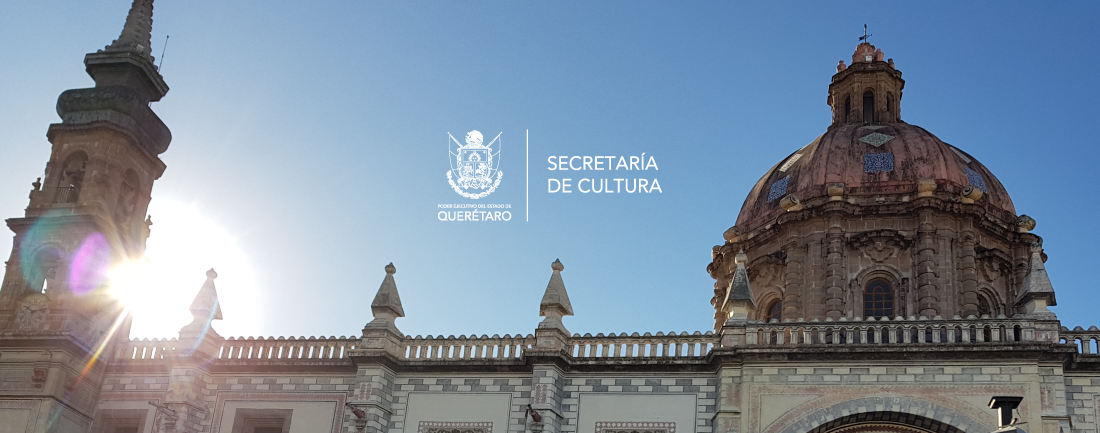 PODER EJECUTIVO DEL ESTADO DE
QUERÉTARO
SECRETARÍA
DE CULTURA